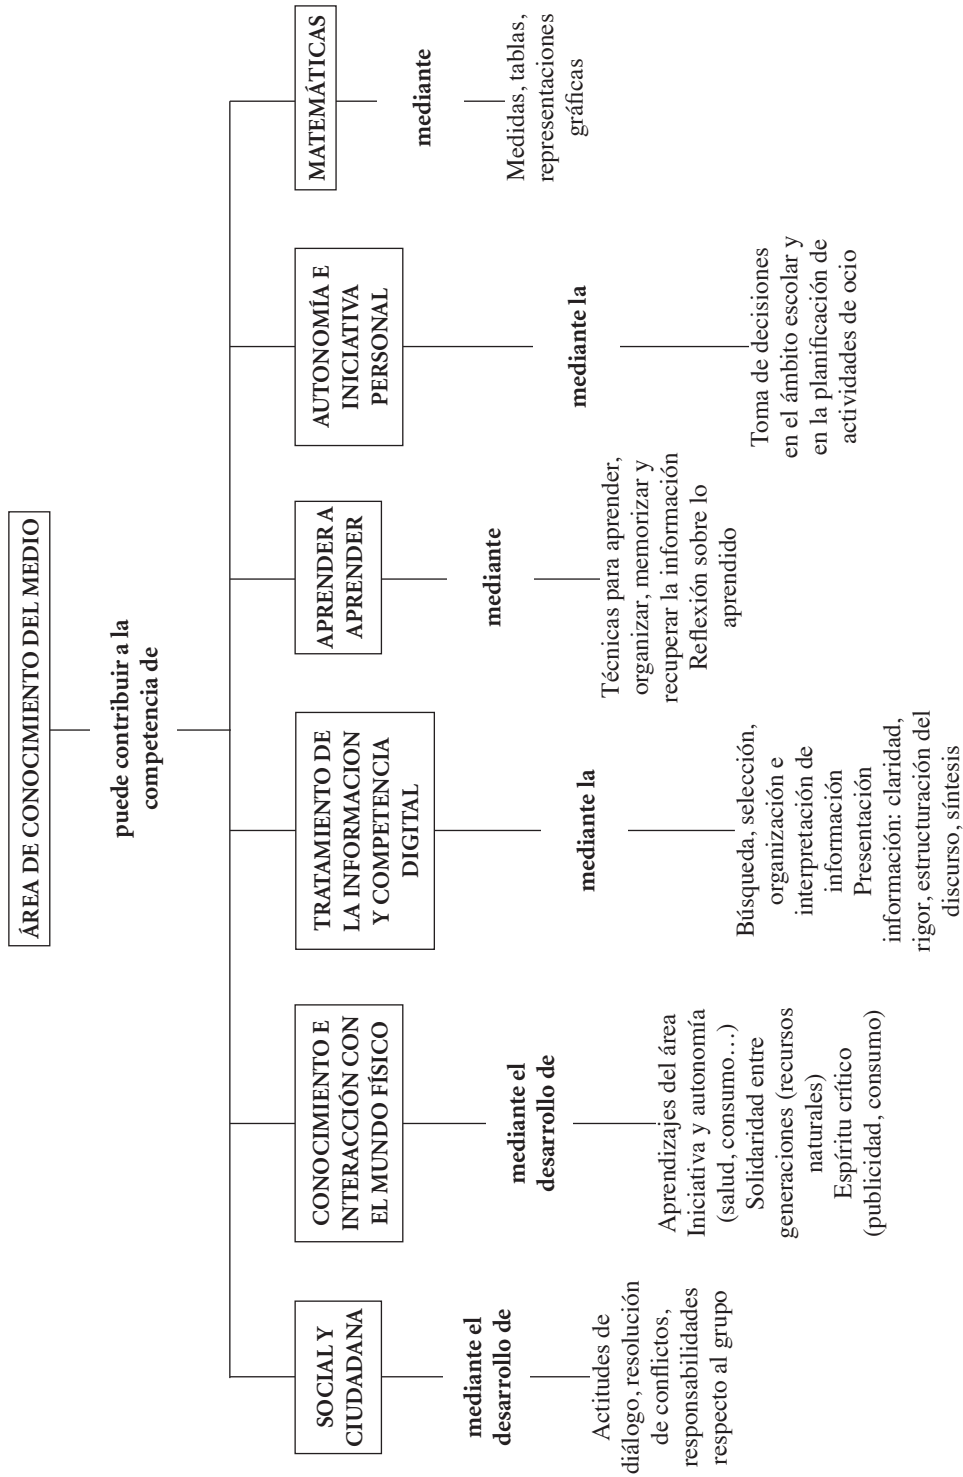 ÁREA DE CONOCIMIENTO DEL MEDIO
puede contribuir a la
competencia de
SOCIAL Y
CIUDADANA
mediante el
desarrollo de
Actitudes de
diálogo, resolución
de conflictos,
responsabilidades
respecto al grupo
CONOCIMIENTO E
INTERACCIÓN CON
EL MUNDO FÍSICO
mediante el
desarrollo de
Aprendizajes del área
Iniciativa y autonomía
(salud, consumo…)
Solidaridad entre
generaciones (recursos
naturales)
Espíritu crítico
(publicidad, consumo)
TRATAMIENTO DE
LA INFORMACION
Y COMPETENCIA
DIGITAL
mediante la
Búsqueda, selección,
organización e
interpretación de
información
Presentación
información: claridad,
rigor, estructuración del
discurso, síntesis
APRENDER A
APRENDER
mediante
Técnicas para aprender,
organizar, memorizar y
recuperar la información
Reflexión sobre lo
aprendido
AUTONOMÍA E
INICIATIVA
PERSONAL
mediante la
Toma de decisiones
en el ámbito escolar y
en la planificación de
actividades de ocio
MATEMÁTICAS
mediante
Medidas, tablas,
representaciones
gráficas